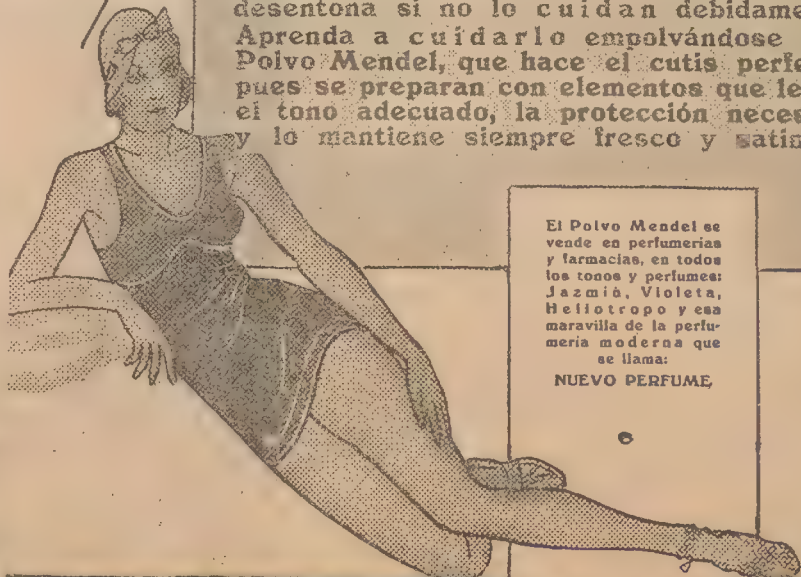 desentona si no lo cuidan debidame
Aprenda a cuidarlo empolvándose
Polvo Mendel, que hace el cutis perfe
pues se preparan con elementos que le
el tono adecuado, la protección neces
y lo mantiene siempre fresco y satin
El Polvo Mendel se
vende en perfumerias
y farmacias, en todos
los tonos y perfumes:
Jazmin, Violeta,
Heliotropo y esa
maravilla de la perfu-
mería moderna que
se llama:
NUEVO PERFUME